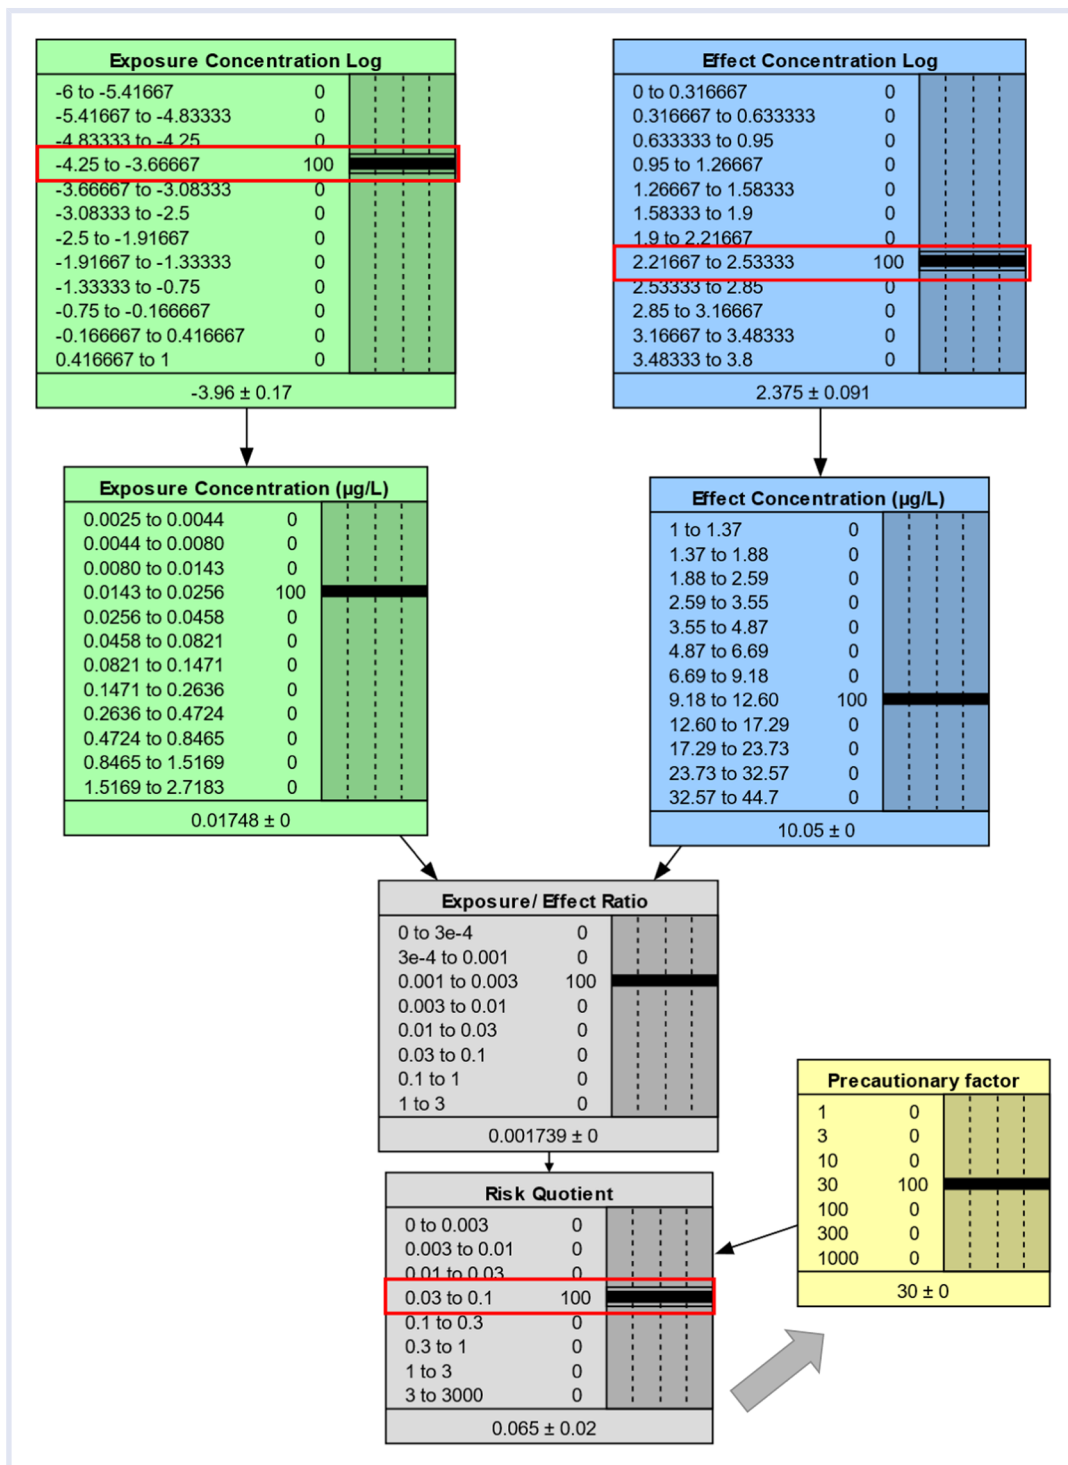 Exposure Concentration Log
-6 to -5.41667 0
-5.41667 to -4.83333 0
-4.83333 to -4.25 0
-4.25 to -3.66667 100
-3.66667 to -3.08333 0
-3.08333 to -2.5 0
-2.5 to -1.91667 0
-1.91667 to -1.33333 0
-1.33333 to -0.75 0
-0.75 to -0.166667 0
-0.166667 to 0.416667 0
0.416667 to 1 0
-3.96 ± 0.17
Effect Concentration Log
0 to 0.316667 0
0.316667 to 0.633333 0
0.633333 to 0.95 0
0.95 to 1.26667 0
1.26667 to 1.58333 0
1.58333 to 1.9 0
1.9 to 2.21667 0
2.21667 to 2.53333 100
2.53333 to 2.85 0
2.85 to 3.16667 0
3.16667 to 3.48333 0
3.48333 to 3.8 0
2.375 ± 0.091
Exposure Concentration (µg/L)
0.0025 to 0.0044 0
0.0044 to 0.0080 0
0.0080 to 0.0143 0
0.0143 to 0.0256 100
0.0256 to 0.0458 0
0.0458 to 0.0821 0
0.0821 to 0.1471 0
0.1471 to 0.2636 0
0.2636 to 0.4724 0
0.4724 to 0.8465 0
0.8465 to 1.5169 0
1.5169 to 2.7183 0
0.01748 ± 0
Effect Concentration (µg/L)
1 to 1.37 0
1.37 to 1.88 0
1.88 to 2.59 0
2.59 to 3.55 0
3.55 to 4.87 0
4.87 to 6.69 0
6.69 to 9.18 0
9.18 to 12.60 100
12.60 to 17.29 0
17.29 to 23.73 0
23.73 to 32.57 0
32.57 to 44.7 0
10.05 ± 0
Exposure/ Effect Ratio
0 to 3e-4 0
3e-4 to 0.001 0
0.001 to 0.003 100
0.003 to 0.01 0
0.01 to 0.03 0
0.03 to 0.1 0
0.1 to 1 0
1 to 3 0
0.001739 ± 0
Precautionary factor
1 0
3 0
10 0
30 100
100 0
300 0
1000 0
30 ± 0
Risk Quotient
0 to 0.003 0
0.003 to 0.01 0
0.01 to 0.03 0
0.03 to 0.1 100
0.1 to 0.3 0
0.3 to 1 0
1 to 3 0
3 to 3000 0
0.065 ± 0.02